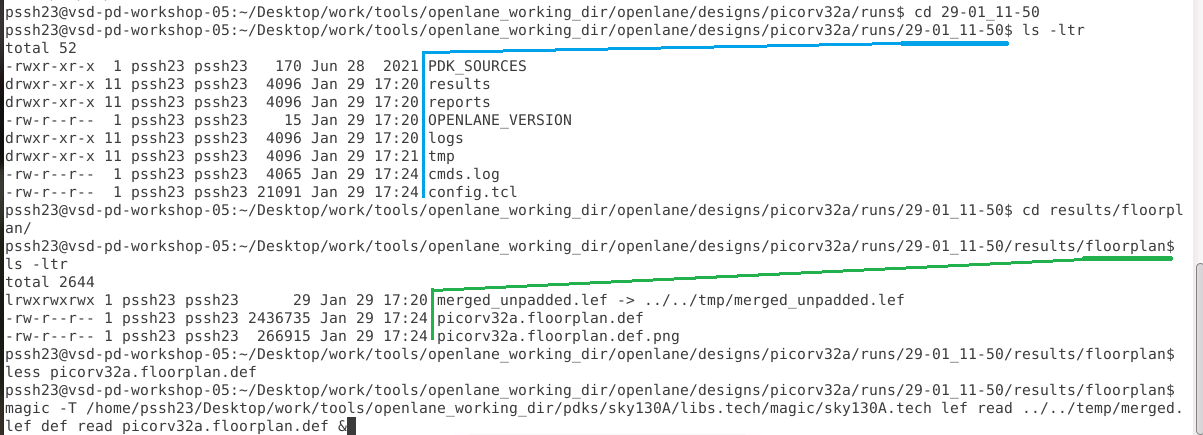 pssh23@vsd-pd-workshop-05:~/Desktop/work/tools/openlane_working_dir/openlane/designs/picorv32a/runs$ cd 29-01_11-50
pssh23@vsd-pd-workshop-05:~/Desktop/work/tools/openlane_working_dir/openlane/designs/picorv32a/runs/29-01_11-50$ ls -ltr
total 52
-rwxr-xr-x  1 pssh23 pssh23   170 Jun 28  2021 PDK_SOURCES
drwxr-xr-x 11 pssh23 pssh23  4096 Jan 29 17:20 results
drwxr-xr-x 11 pssh23 pssh23  4096 Jan 29 17:20 reports
-rw-r--r--  1 pssh23 pssh23    15 Jan 29 17:20 OPENLANE_VERSION
drwxr-xr-x 11 pssh23 pssh23  4096 Jan 29 17:20 logs
drwxr-xr-x 11 pssh23 pssh23  4096 Jan 29 17:21 tmp
-rw-r--r--  1 pssh23 pssh23  4065 Jan 29 17:24 cmds.log
-rw-r--r--  1 pssh23 pssh23 21091 Jan 29 17:24 config.tcl
pssh23@vsd-pd-workshop-05:~/Desktop/work/tools/openlane_working_dir/openlane/designs/picorv32a/runs/29-01_11-50$ cd results/floorpl
an/
pssh23@vsd-pd-workshop-05:~/Desktop/work/tools/openlane_working_dir/openlane/designs/picorv32a/runs/29-01_11-50/results/floorplan$
ls -ltr
total 2644
lrwxrwxrwx 1 pssh23 pssh23      29 Jan 29 17:20 merged_unpadded.lef -> ../../tmp/merged_unpadded.lef
-rw-r--r-- 1 pssh23 pssh23 2436735 Jan 29 17:24 picorv32a.floorplan.def
-rw-r--r-- 1 pssh23 pssh23  266915 Jan 29 17:24 picorv32a.floorplan.def.png
pssh23@vsd-pd-workshop-05:~/Desktop/work/tools/openlane_working_dir/openlane/designs/picorv32a/runs/29-01_11-50/results/floorplan$
less picorv32a.floorplan.def
pssh23@vsd-pd-workshop-05:~/Desktop/work/tools/openlane_working_dir/openlane/designs/picorv32a/runs/29-01_11-50/results/floorplan$
magic -T /home/pssh23/Desktop/work/tools/openlane_working_dir/pdks/sky130A/libs.tech/magic/sky130A.tech lef read ../../temp/merged.
lef def read picorv32a.floorplan.def &